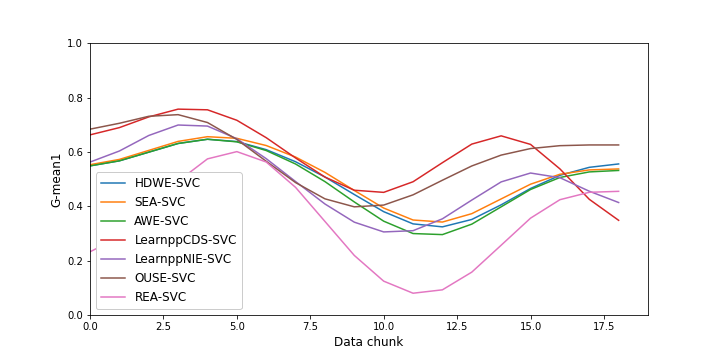 1.0
0.8
0.6
0.4
0.2
0.0
G-mean1
HDWE-SVC
SEA-SVC
AWE-SVC
LearnppCDS-SVC
LearnppNIE-SVC
OUSE-SVC
REA-SVC
0.0 2.5 5.0 7.5 10.0 12.5 15.0 17.5
Data chunk